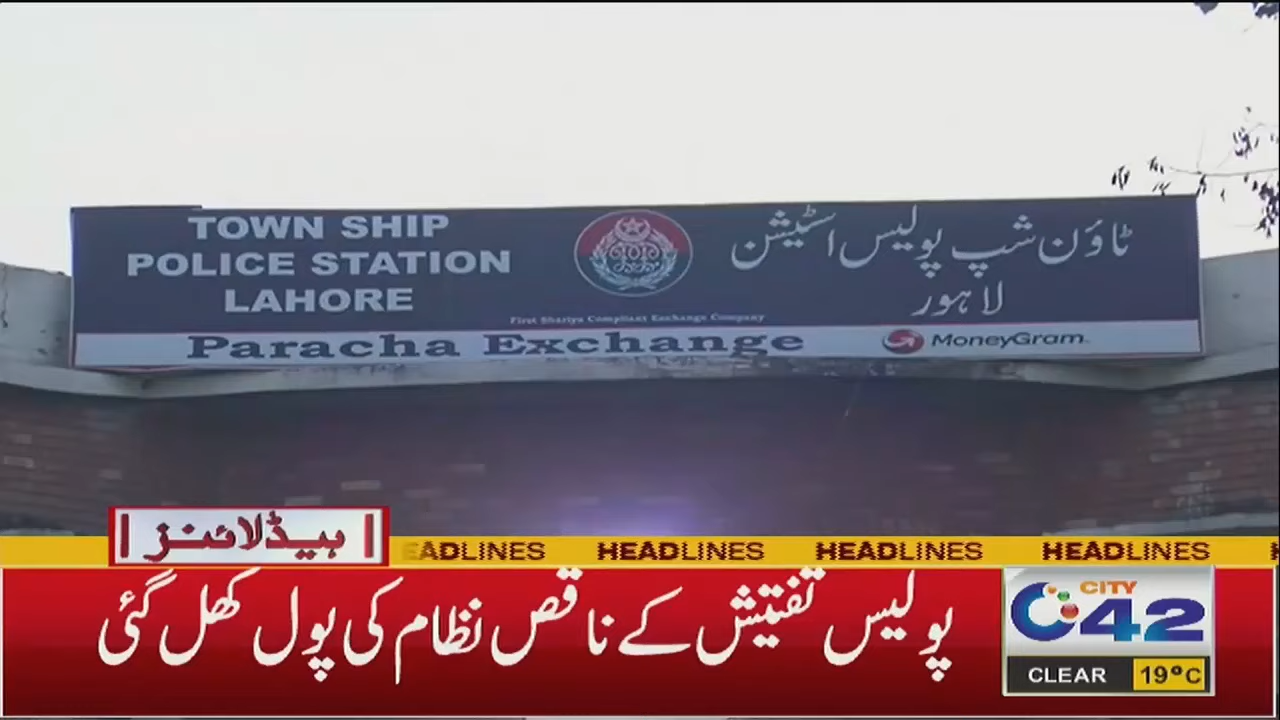 TOWN SHIP
POLICE STATION
LAHORE
ٹاؤن شپ پولیس اسٹیشن
لاہور
First Shariya Compliant Exchange Company
Paracha Exchange
MoneyGram
ہیڈلائنز
EADLINES HEADLINES HEADLINES HEADLINES
پولیس تفتیش کے ناقص نظام کی پول کھل گئی
CITY
42
CLEAR 19°C